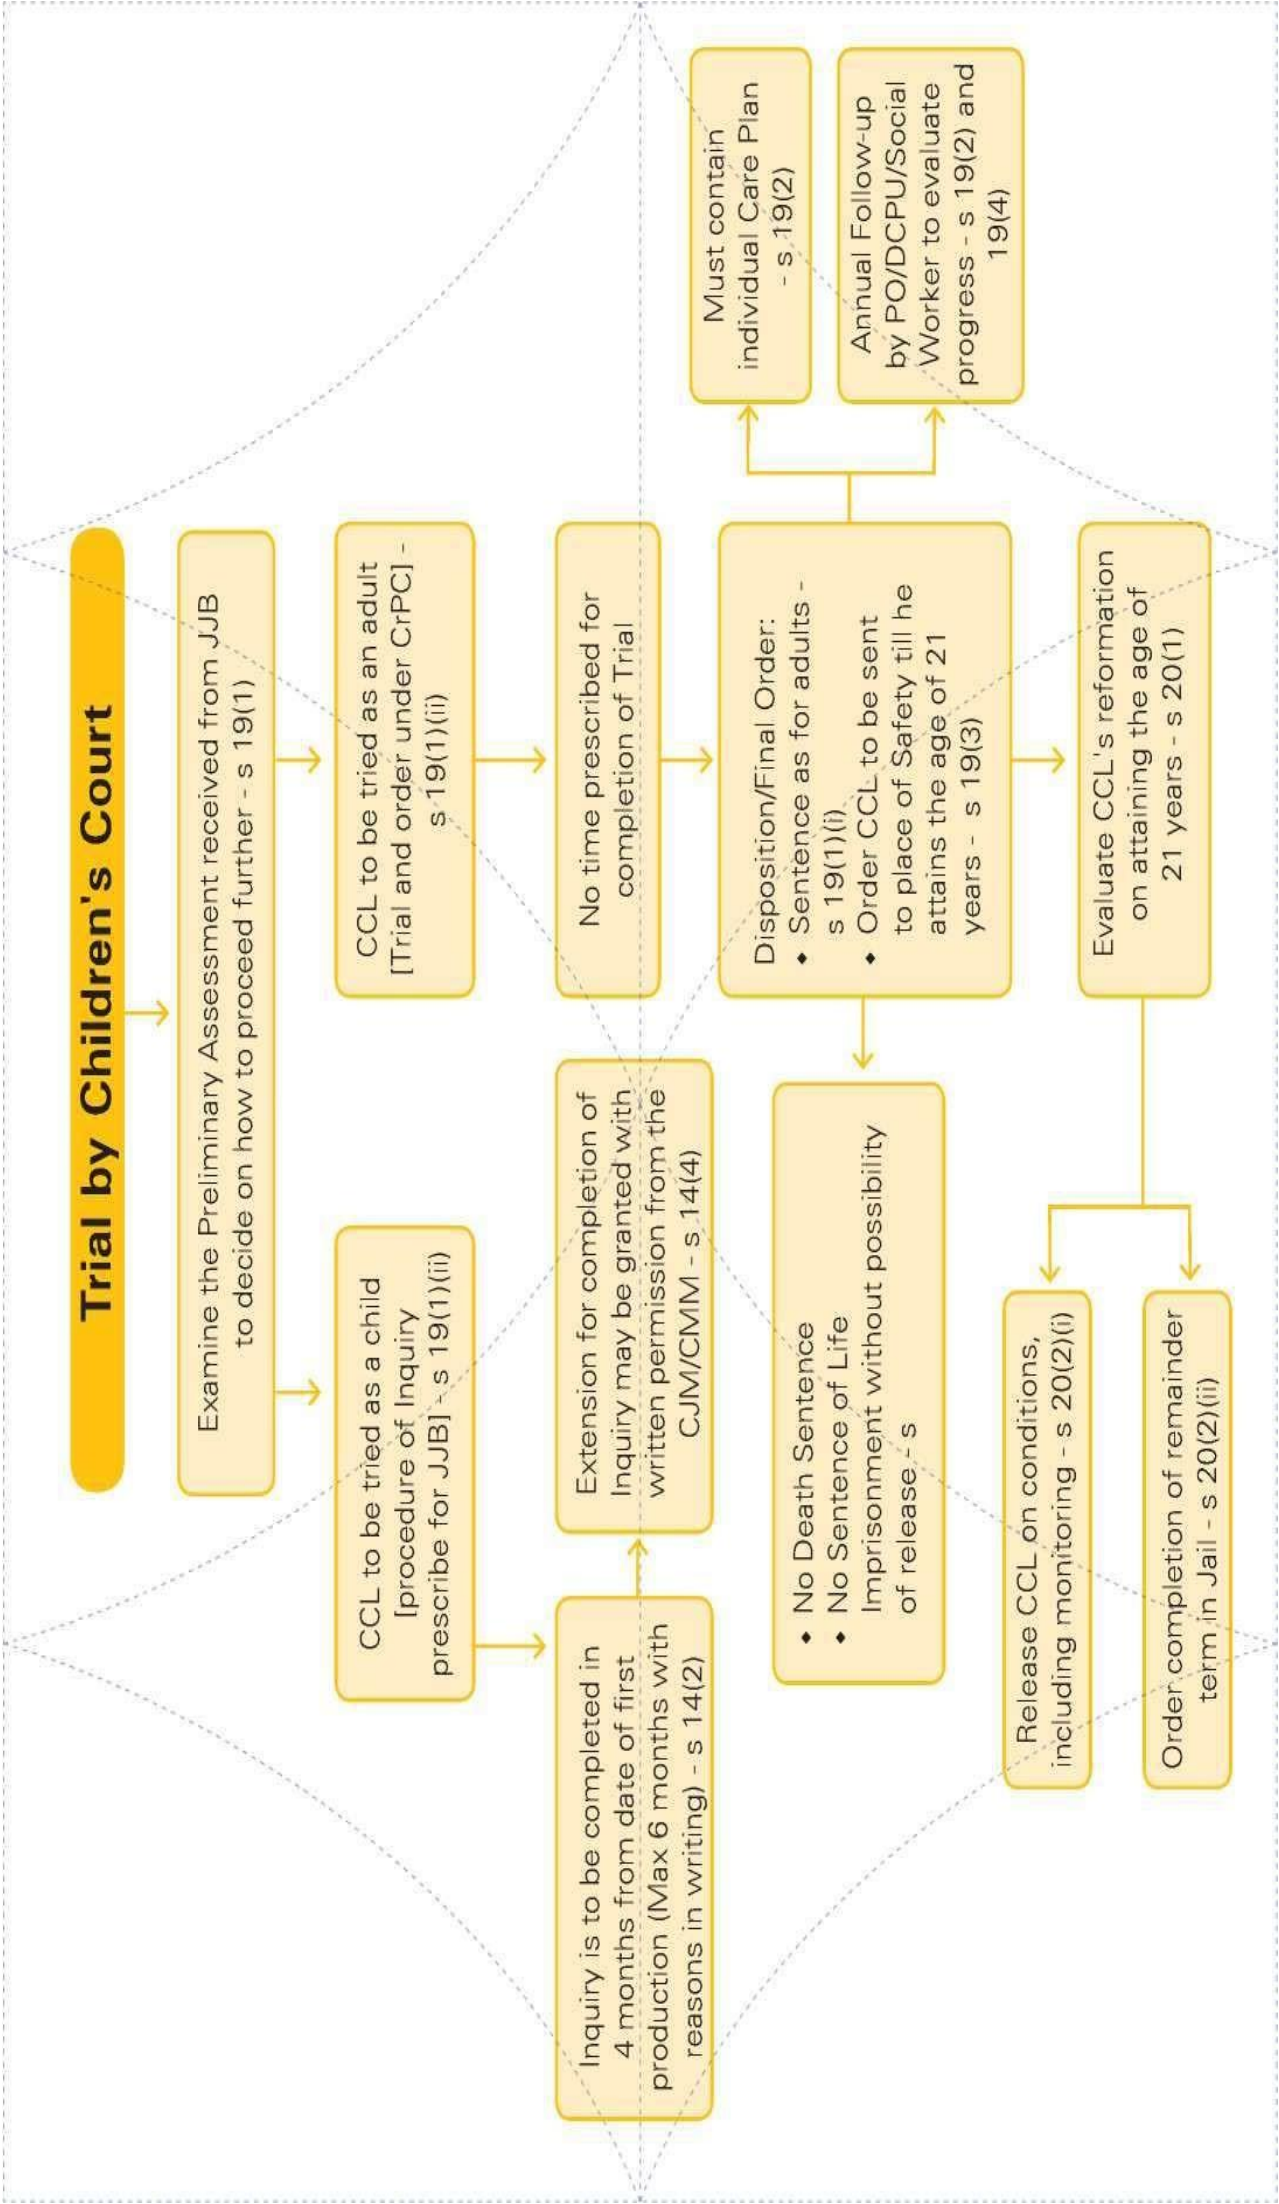 Trial by Children's Court
Examine the Preliminary Assessment received from JJB
to decide on how to proceed further - s 19(1)
CCL to be tried as a child
[procedure of Inquiry
prescribe for JJB] - s 19(1)(ii)
CCL to be tried as an adult
[Trial and order under CrPC] -
s 19(1)(ii)
Inquiry is to be completed in
4 months from date of first
production (Max 6 months with
reasons in writing) - s 14(2)
Extension for completion of
Inquiry may be granted with
written permission from the
CJM/CMM - s 14(4)
No time prescribed for
completion of Trial
Disposition/Final Order:
♦ Sentence as for adults -
s 19(1)(i)
♦ Order CCL to be sent
to place of Safety till he
attains the age of 21
years - s 19(3)
Must contain
individual Care Plan
- s 19(2)
Annual Follow-up
by PO/DCPU/Social
Worker to evaluate
progress - s 19(2) and
19(4)
♦ No Death Sentence
♦ No Sentence of Life
Imprisonment without possibility
of release - s
Evaluate CCL's reformation
on attaining the age of
21 years - s 20(1)
Release CCL on conditions,
including monitoring - s 20(2)(i)
Order completion of remainder
term in Jail - s 20(2)(ii)